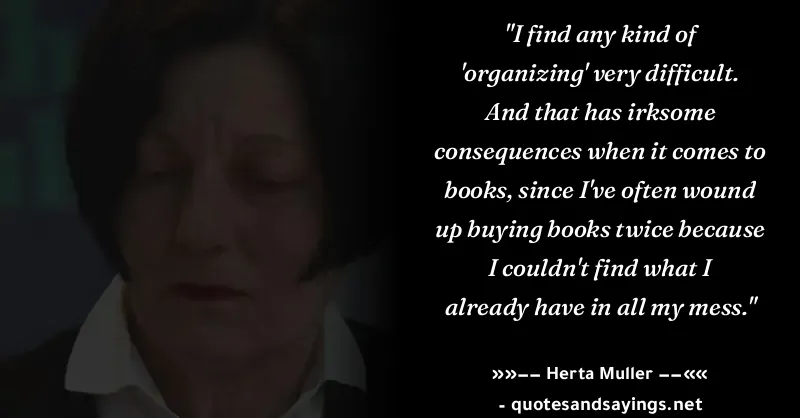 "I find any kind of
'organizing' very difficult.
And that has irksome
consequences when it comes to
books, since I've often wound
up buying books twice because
I couldn't find what I
already have in all my mess."
»»−− Herta Muller −−««
- quotesandsayings.net